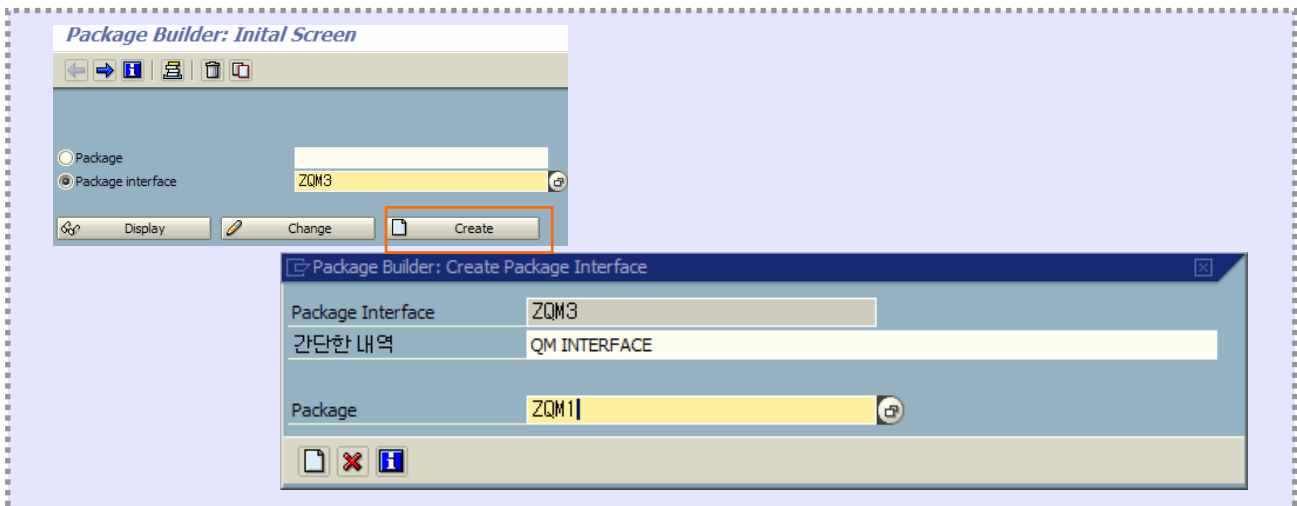 Package Builder: Inital Screen
Package
Package interface ZQM3
Display Change Create
Package Builder: Create Package Interface
Package Interface ZQM3
간단한 내역 QM INTERFACE
Package ZQM1